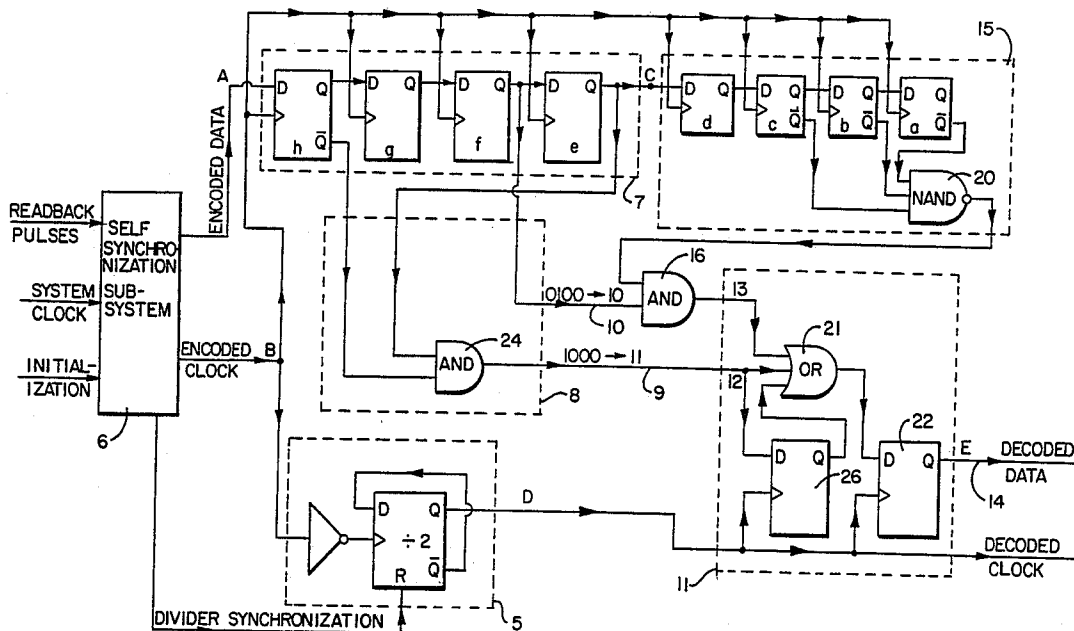 15
A
C
D Q D Q D Q D Q
D Q D Q D Q D Q
h g f e
Q̄
d c b a
Q̄ Q̄ Q̄
7
20
NAND
ENCODED DATA
READBACK
PULSES
SELF
SYNCHRO-
NIZATION
SUB-
SYSTEM
SYSTEM
CLOCK
INITIAL-
IZATION
6
ENCODED
CLOCK
B
16
AND
0100→10
10
13
21
OR
24
AND
1000→11
9
12
8
D Q
26
22
D Q
E
DECODED
DATA
14
D
D Q
÷2
R Q̄
DECODED
CLOCK
11
5
DIVIDER SYNCHRONIZATION